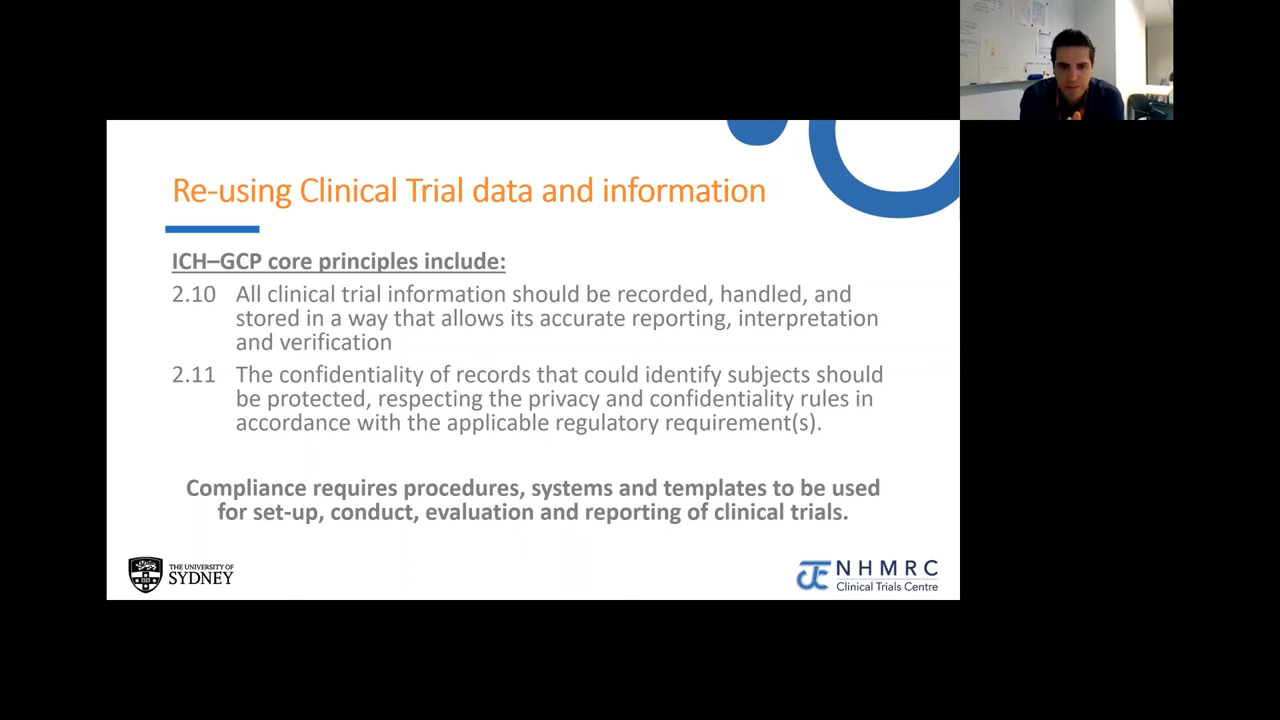 Re-using Clinical Trial data and information
ICH–GCP core principles include:
2.10 All clinical trial information should be recorded, handled, and
stored in a way that allows its accurate reporting, interpretation
and verification
2.11 The confidentiality of records that could identify subjects should
be protected, respecting the privacy and confidentiality rules in
accordance with the applicable regulatory requirement(s).
Compliance requires procedures, systems and templates to be used
for set-up, conduct, evaluation and reporting of clinical trials.
THE UNIVERSITY OF
SYDNEY
NHMRC
Clinical Trials Centre